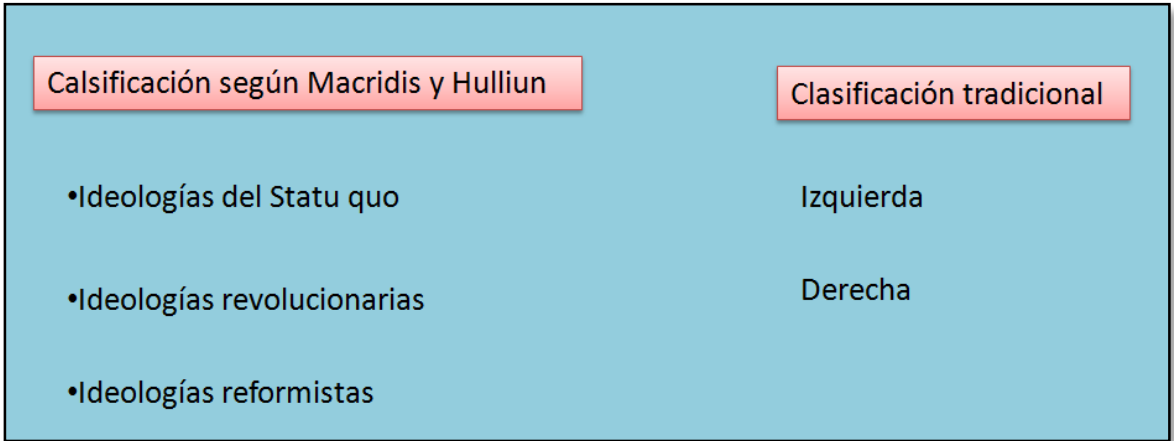 Calsificación según Macridis y Hulliun
•Ideologías del Statu quo
•Ideologías revolucionarias
•Ideologías reformistas
Clasificación tradicional
Izquierda
Derecha